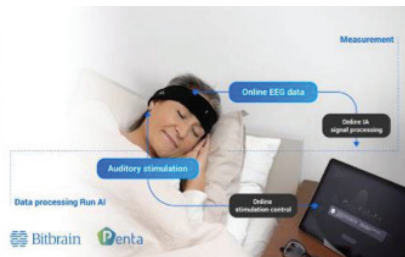 Measurement
Online EEG data
Online IA
signal processing
Auditory stimulation
Online
stimulation control
Data processing Run AI
Bitbrain
Penta